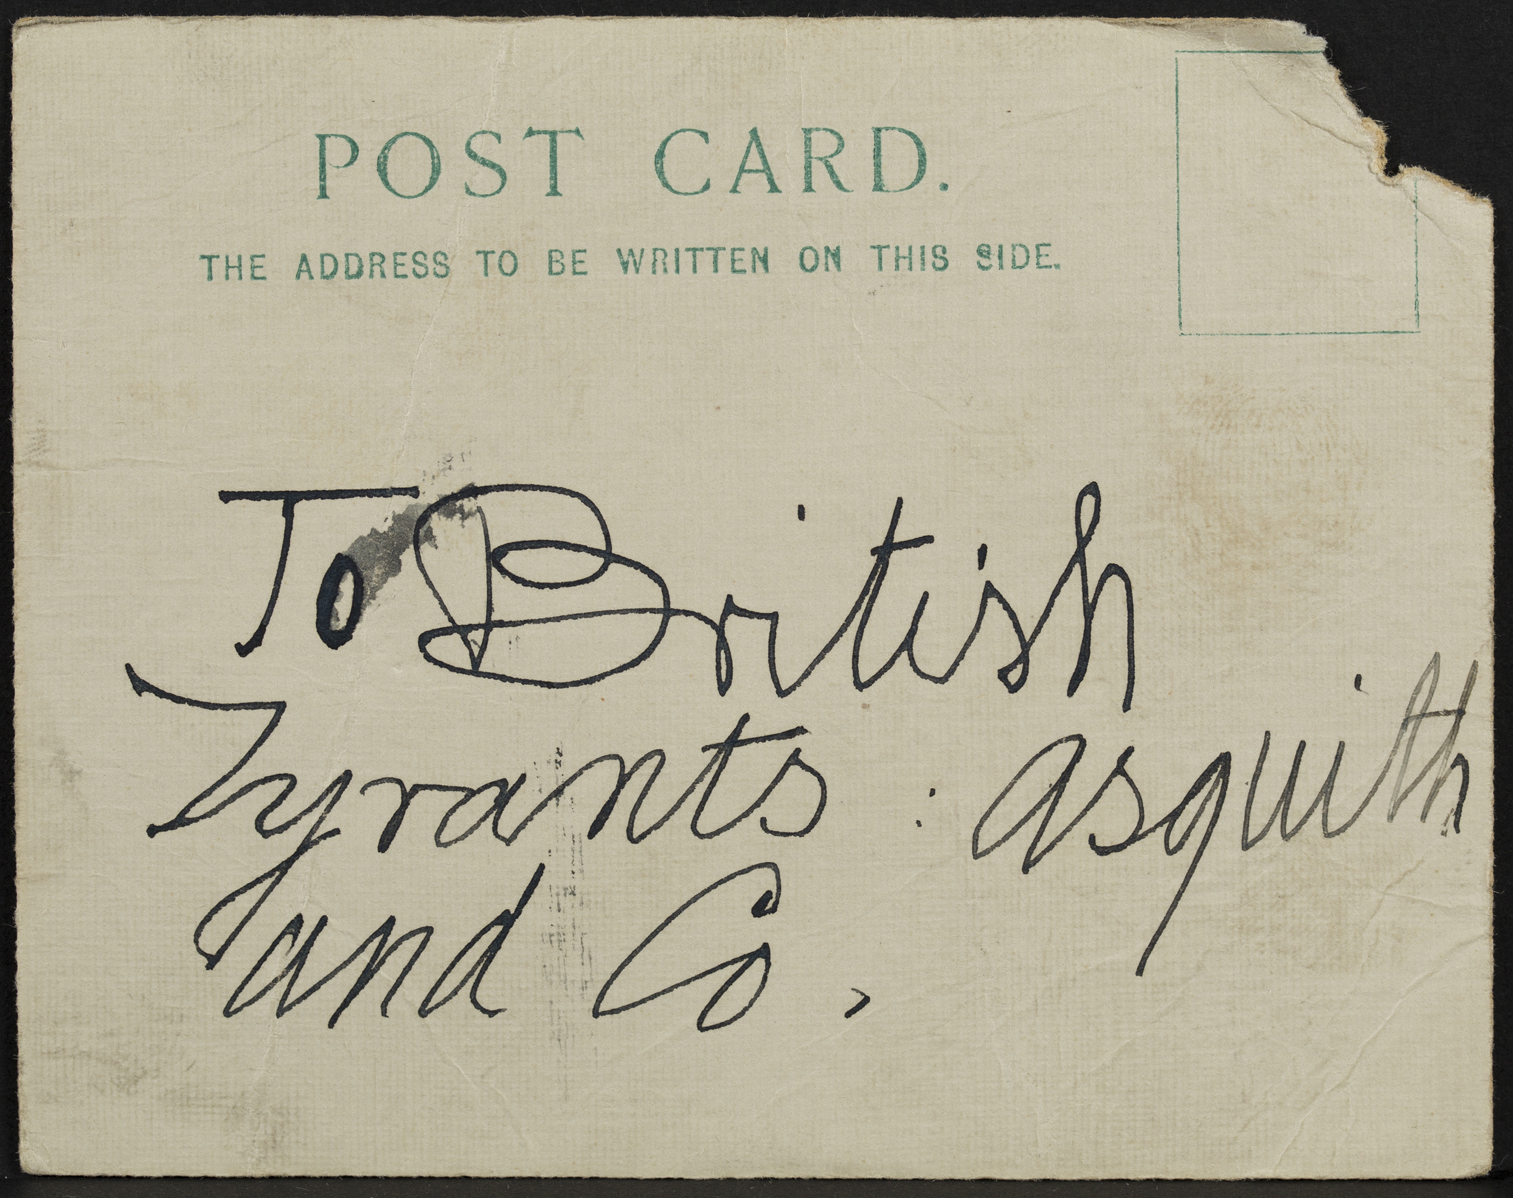 POST CARD.
THE ADDRESS TO BE WRITTEN ON THIS SIDE.
To British
Tyrants : Asquith
and Co.